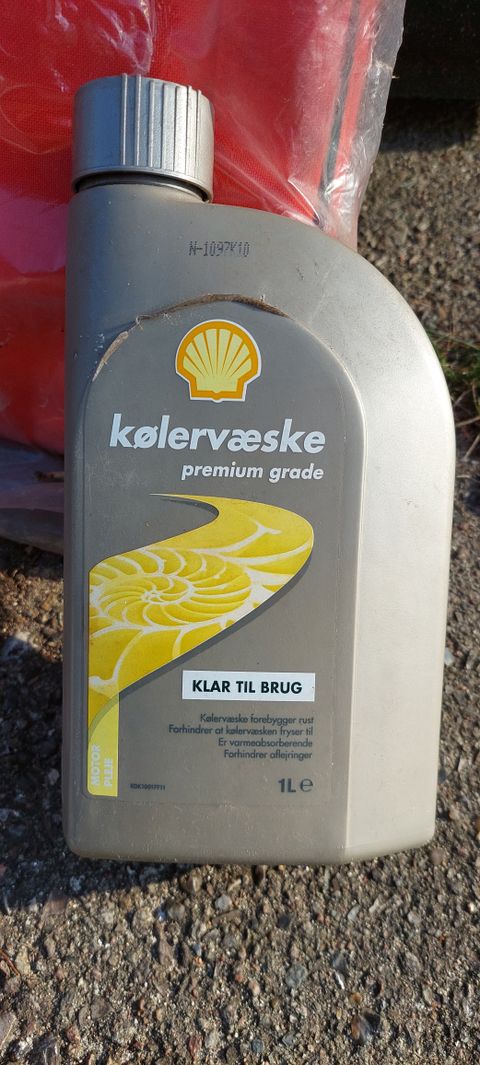 N-1097K10
kølervæske
premium grade
KLAR TIL BRUG
Kølervæske forebygger rust
Forhindrer at kølervæsken fryser til
Er varmeabsorberende
Forhindrer aflejringer
MOTOR
PLEJE
1L e